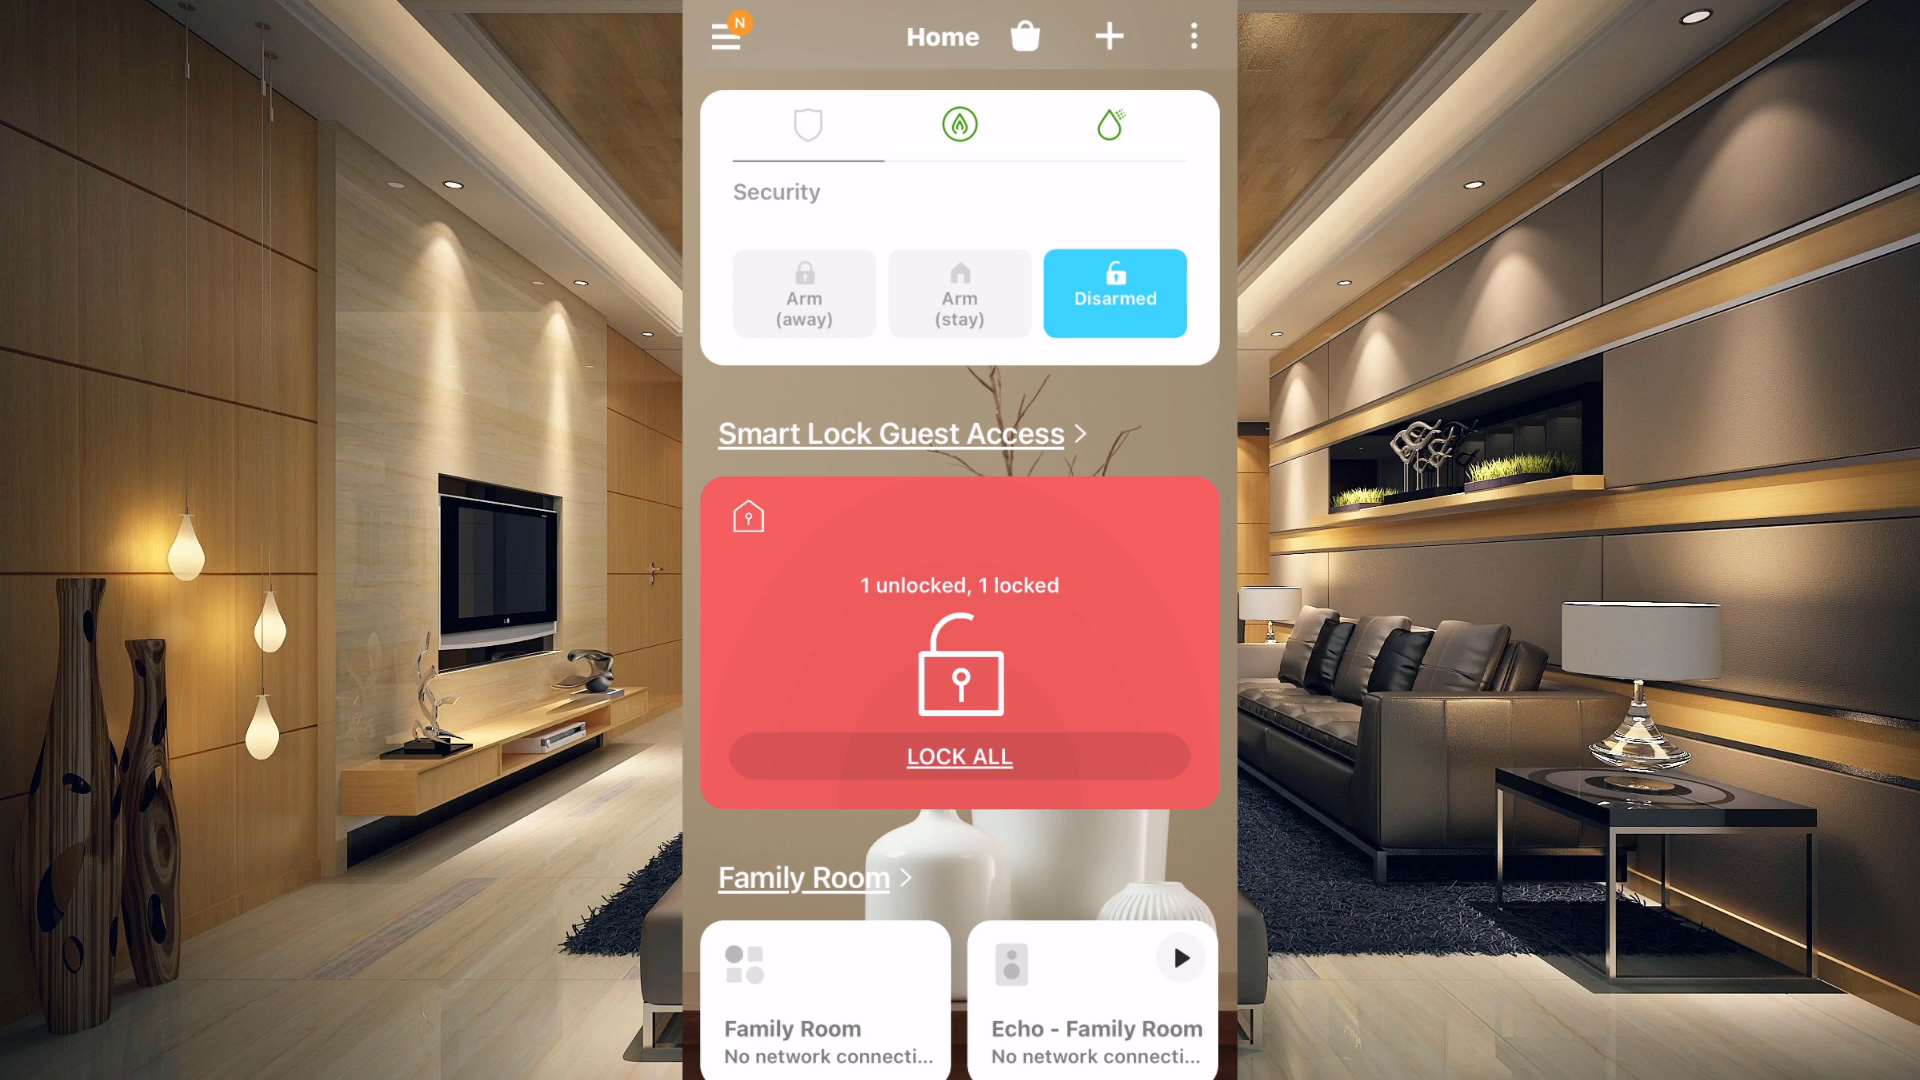 N
Home
Security
Arm
(away)
Arm
(stay)
Disarmed
Smart Lock Guest Access
1 unlocked, 1 locked
LOCK ALL
Family Room
Family Room
No network connecti...
Echo - Family Room
No network connecti...